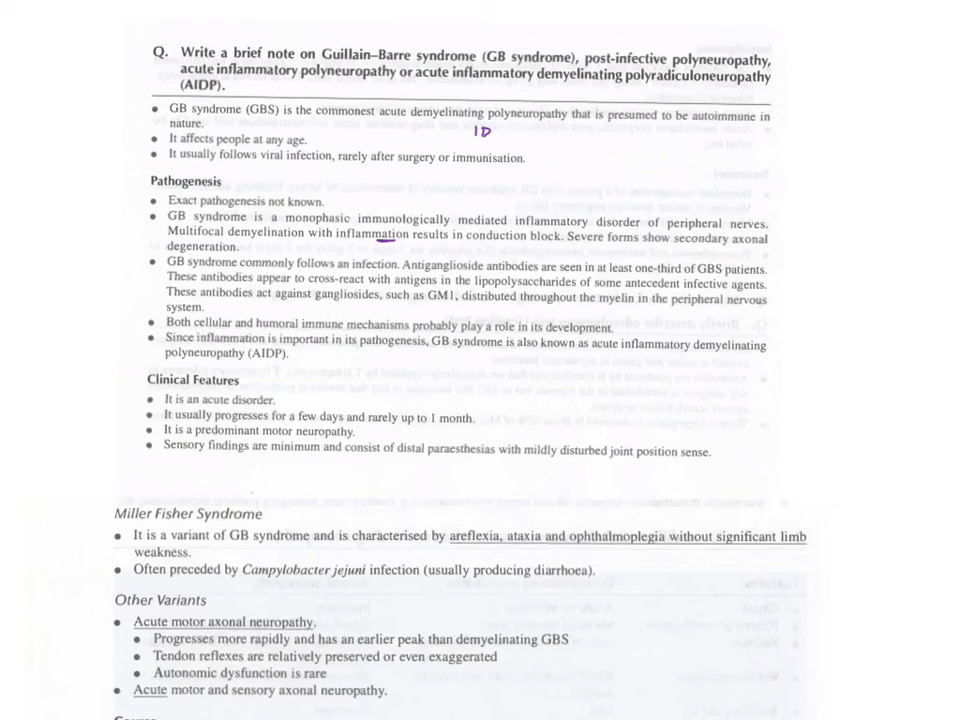 Q. Write a brief note on Guillain–Barre syndrome (GB syndrome), post-infective polyneuropathy,
acute inflammatory polyneuropathy or acute inflammatory demyelinating polyradiculoneuropathy
(AIDP).
• GB syndrome (GBS) is the commonest acute demyelinating polyneuropathy that is presumed to be autoimmune in
nature.
ID
• It affects people at any age.
• It usually follows viral infection, rarely after surgery or immunisation.
Pathogenesis
• Exact pathogenesis not known.
• GB syndrome is a monophasic immunologically mediated inflammatory disorder of peripheral nerves.
Multifocal demyelination with inflammation results in conduction block. Severe forms show secondary axonal
degeneration.
• GB syndrome commonly follows an infection. Antiganglioside antibodies are seen in at least one-third of GBS patients.
These antibodies appear to cross-react with antigens in the lipopolysaccharides of some antecedent infective agents.
These antibodies act against gangliosides, such as GM1, distributed throughout the myelin in the peripheral nervous
system.
• Both cellular and humoral immune mechanisms probably play a role in its development.
• Since inflammation is important in its pathogenesis, GB syndrome is also known as acute inflammatory demyelinating
polyneuropathy (AIDP).
Clinical Features
• It is an acute disorder.
• It usually progresses for a few days and rarely up to 1 month.
• It is a predominant motor neuropathy.
• Sensory findings are minimum and consist of distal paraesthesias with mildly disturbed joint position sense.
Miller Fisher Syndrome
• It is a variant of GB syndrome and is characterised by areflexia, ataxia and ophthalmoplegia without significant limb
weakness.
• Often preceded by Campylobacter jejuni infection (usually producing diarrhoea).
Other Variants
• Acute motor axonal neuropathy.
• Progresses more rapidly and has an earlier peak than demyelinating GBS
• Tendon reflexes are relatively preserved or even exaggerated
• Autonomic dysfunction is rare
• Acute motor and sensory axonal neuropathy.